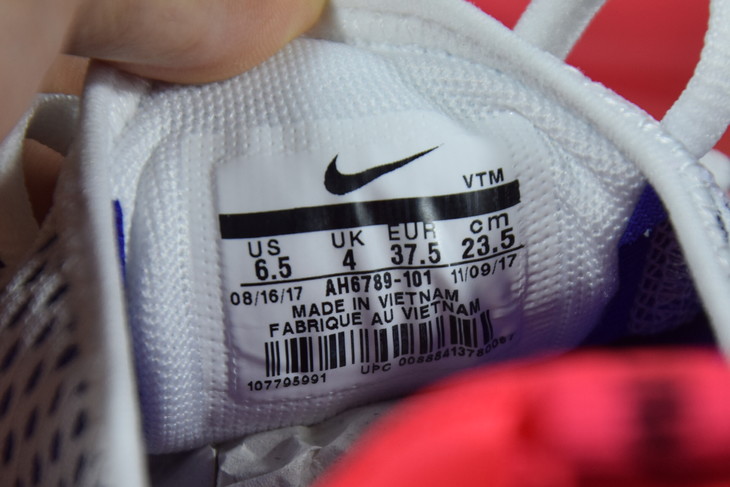 VTM
US UK EUR cm
6.5 4 37.5 23.5
08/16/17 AH6789-101 11/09/17
MADE IN VIETNAM
FABRIQUE AU VIETNAM
107795991 UPC